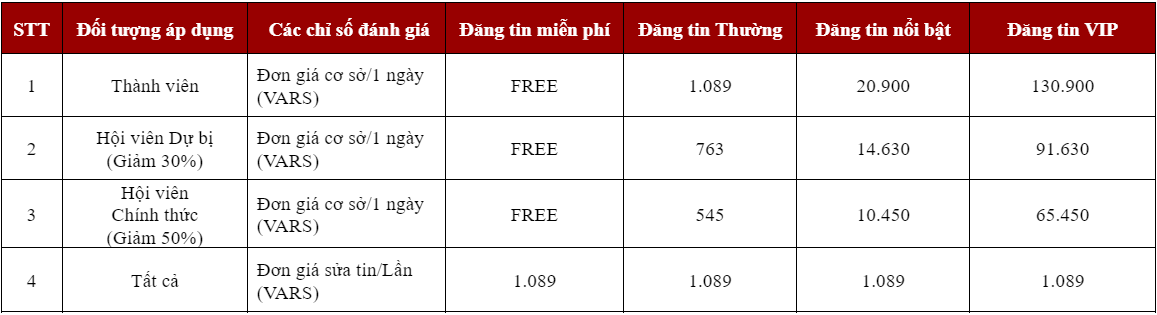 STT Đối tượng áp dụng Các chỉ số đánh giá Đăng tin miễn phí Đăng tin Thường Đăng tin nổi bật Đăng tin VIP
1 Thành viên Đơn giá cơ sở/1 ngày
(VARS) FREE 1.089 20.900 130.900
2 Hội viên Dự bị
(Giảm 30%) Đơn giá cơ sở/1 ngày
(VARS) FREE 763 14.630 91.630
3 Hội viên
Chính thức
(Giảm 50%) Đơn giá cơ sở/1 ngày
(VARS) FREE 545 10.450 65.450
4 Tất cả Đơn giá sửa tin/Lần
(VARS) 1.089 1.089 1.089 1.089